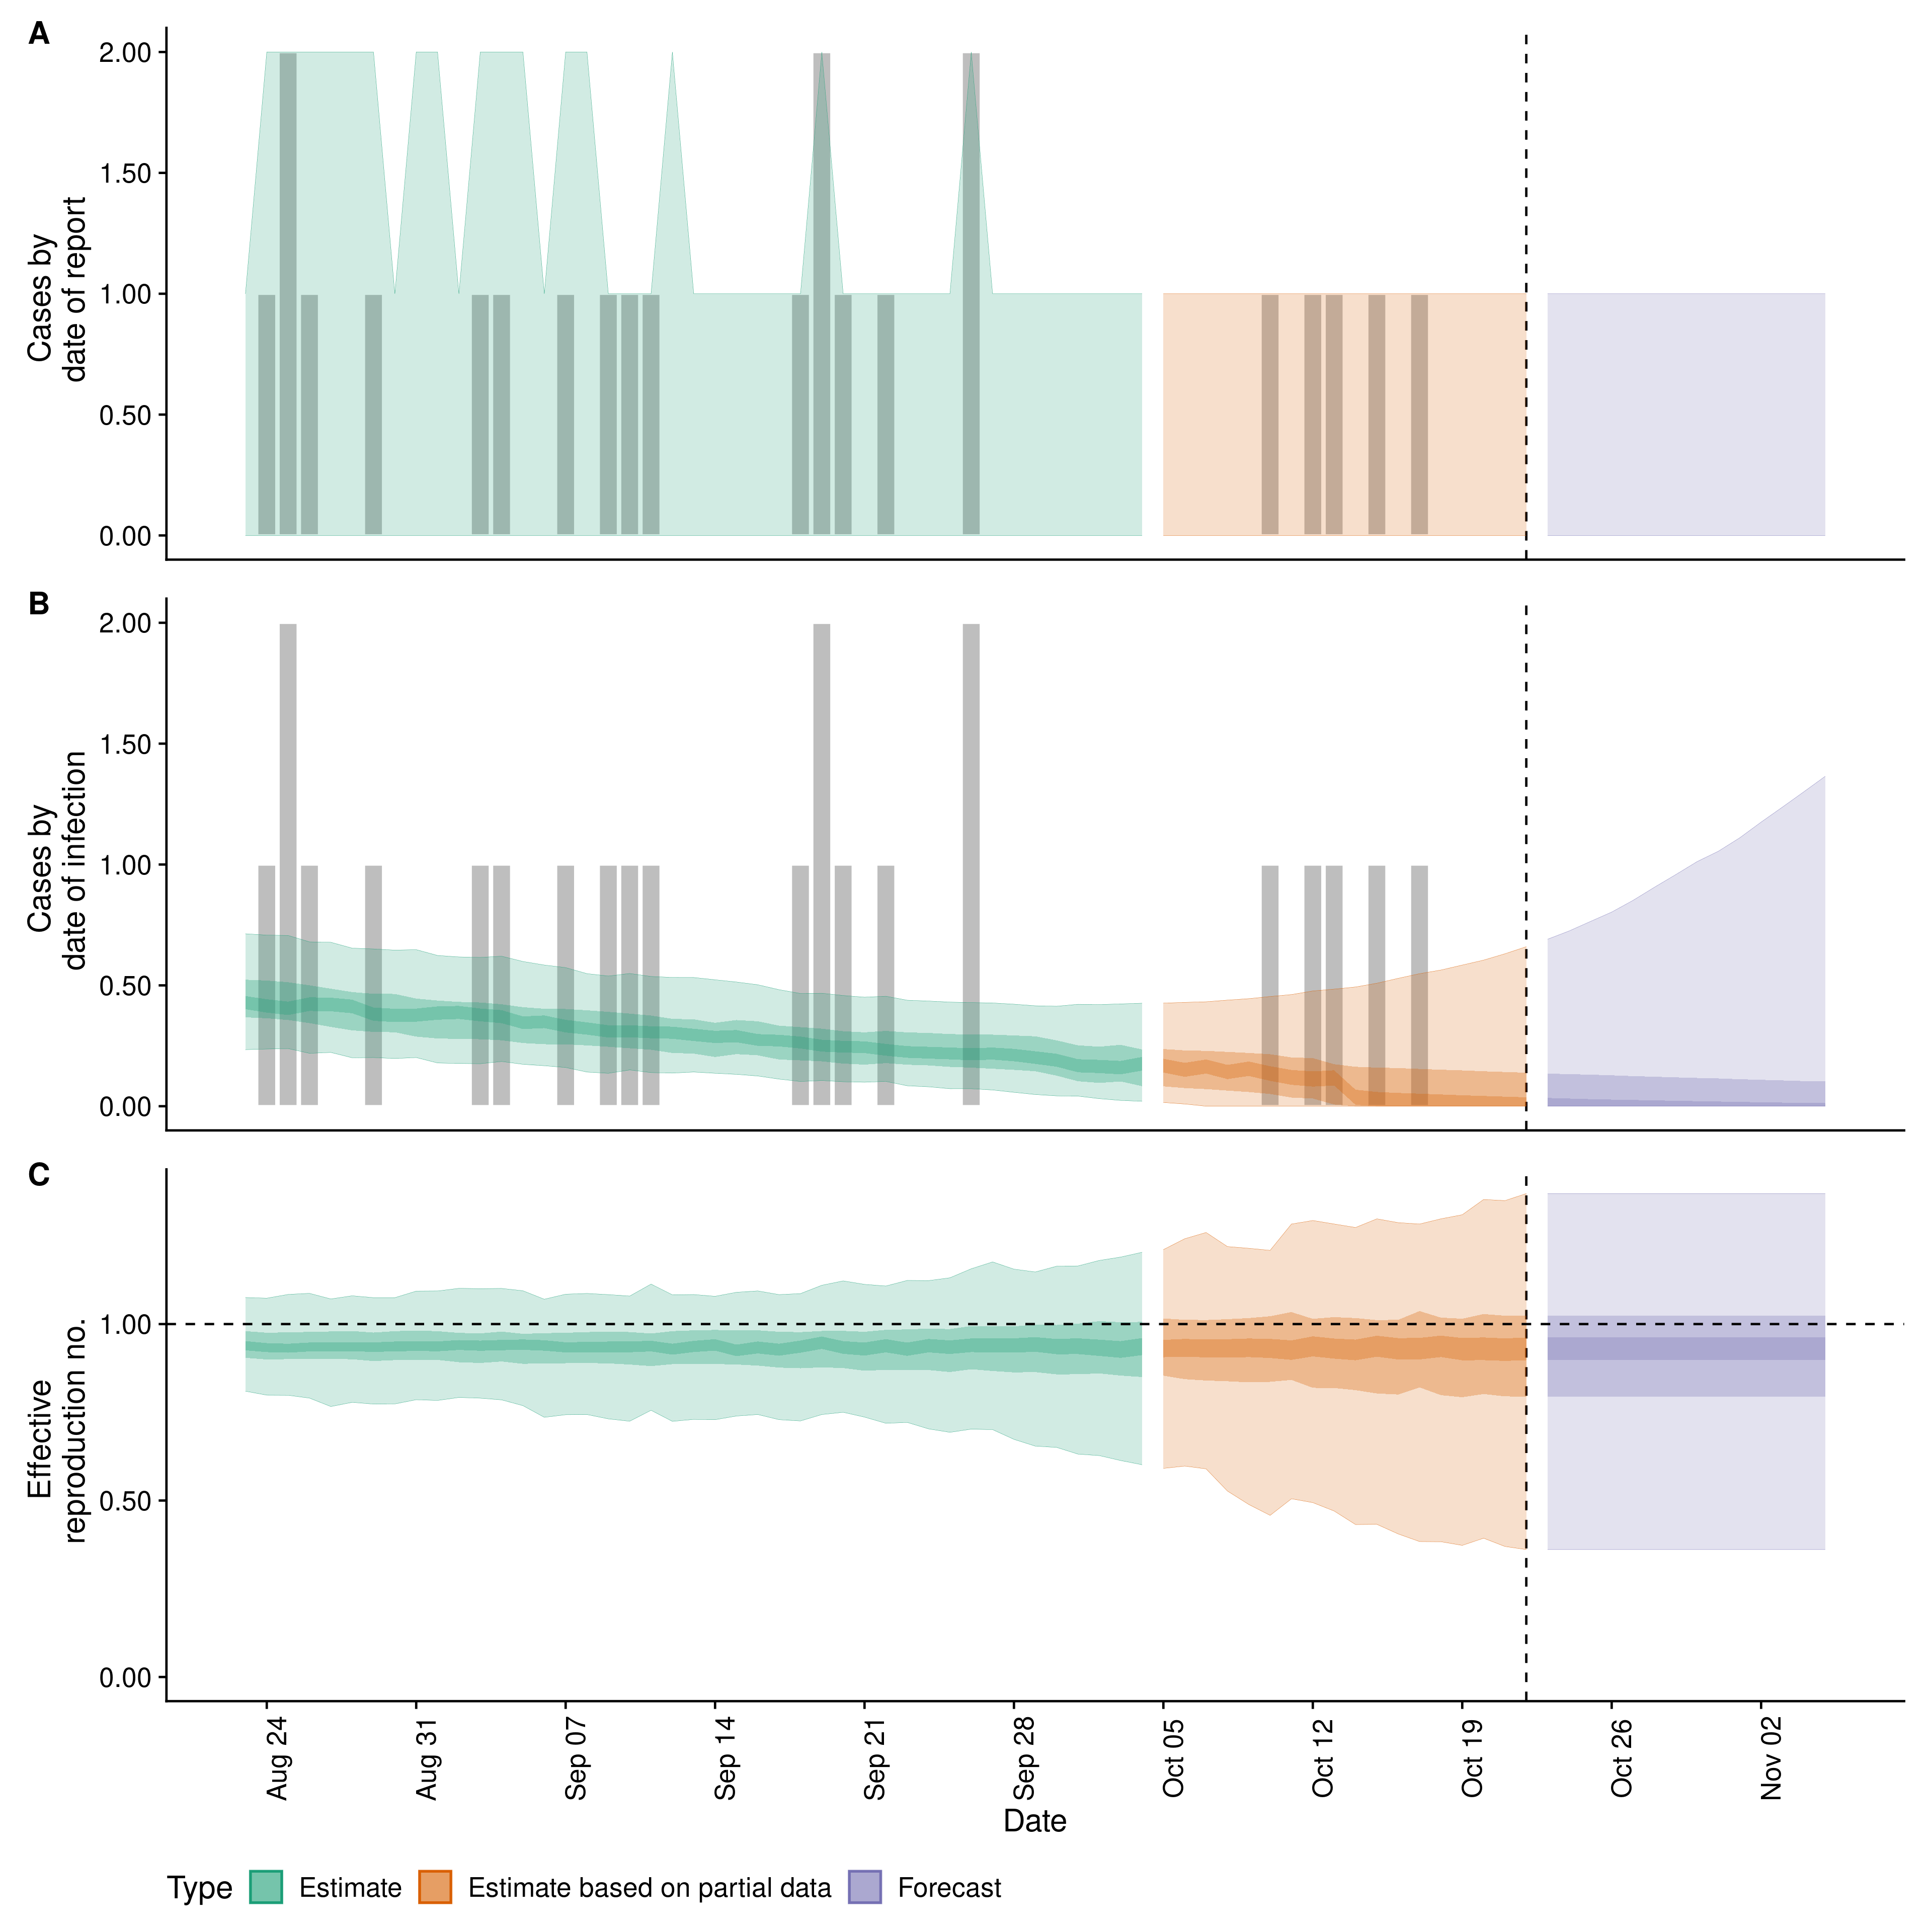 A
Cases by
date of report
2.00
1.50
1.00
0.50
0.00
B
Cases by
date of infection
2.00
1.50
1.00
0.50
0.00
C
Effective
reproduction no.
1.00
0.50
0.00
Aug 24
Aug 31
Sep 07
Sep 14
Sep 21
Sep 28
Oct 05
Oct 12
Oct 19
Oct 26
Nov 02
Date
Type Estimate Estimate based on partial data Forecast